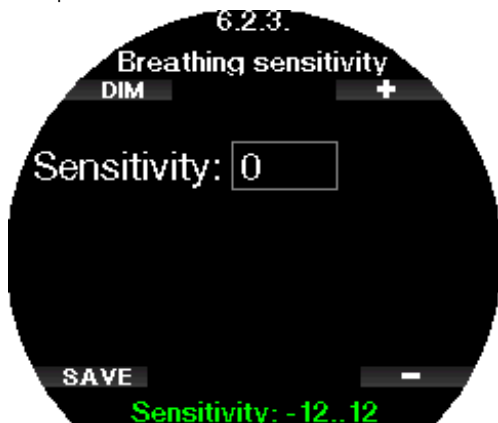 6.2.3.
Breathing sensitivity
DIM +
Sensitivity: 0
SAVE -
Sensitivity: -12..12